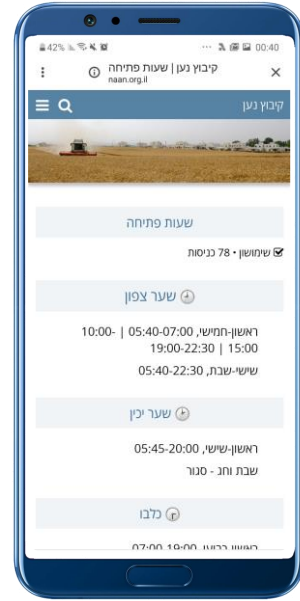 42% 00:40
קיבוץ נען | שעות פתיחה
naan.org.il
קיבוץ נען
שעות פתיחה
שימושון • 78 כניסות
שער צפון
ראשון-חמישי, 05:40-07:00 | 10:00-
15:00 | 19:00-22:30
שישי-שבת, 05:40-22:30
שער יכין
ראשון-שישי, 05:45-20:00
שבת וחג - סגור
כלבו